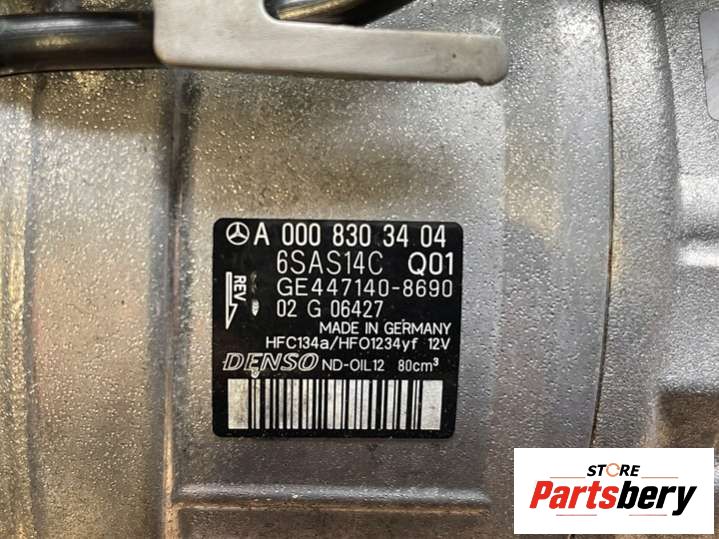 A 000 830 34 04
6SAS14C Q01
REV.
GE447140-8690
02 G 06427
MADE IN GERMANY
HFC134a/HFO1234yf 12V
DENSO ND-OIL12 80cm³
STORE
Partsbery